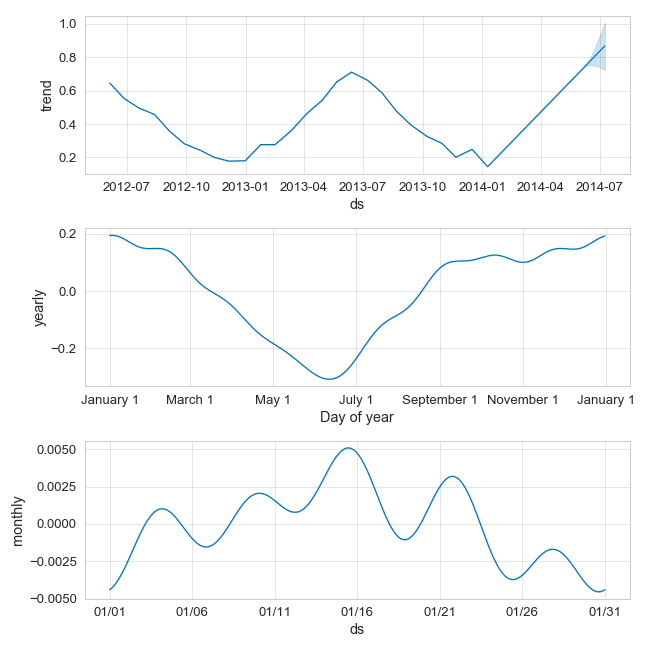 1.0
0.8
0.6
0.4
0.2
trend
2012-07 2012-10 2013-01 2013-04 2013-07 2013-10 2014-01 2014-04 2014-07
ds
0.2
0.0
−0.2
yearly
January 1 March 1 May 1 July 1 September 1 November 1 January 1
Day of year
0.0050
0.0025
0.0000
−0.0025
−0.0050
monthly
01/01 01/06 01/11 01/16 01/21 01/26 01/31
ds